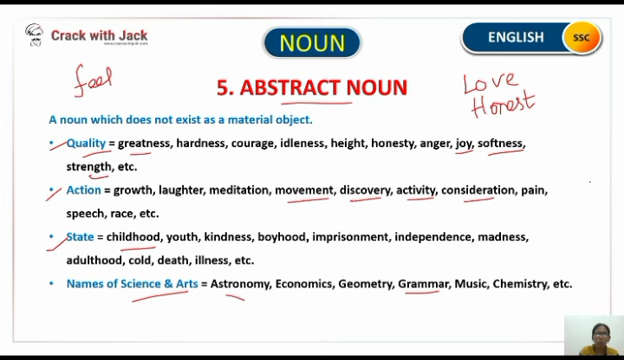 Crack with Jack
NOUN
ENGLISH
SSC
feel
5. ABSTRACT NOUN
Love
Honest
A noun which does not exist as a material object.
• Quality = greatness, hardness, courage, idleness, height, honesty, anger, joy, softness,
strength, etc.
• Action = growth, laughter, meditation, movement, discovery, activity, consideration, pain,
speech, race, etc.
• State = childhood, youth, kindness, boyhood, imprisonment, independence, madness,
adulthood, cold, death, illness, etc.
• Names of Science & Arts = Astronomy, Economics, Geometry, Grammar, Music, Chemistry, etc.